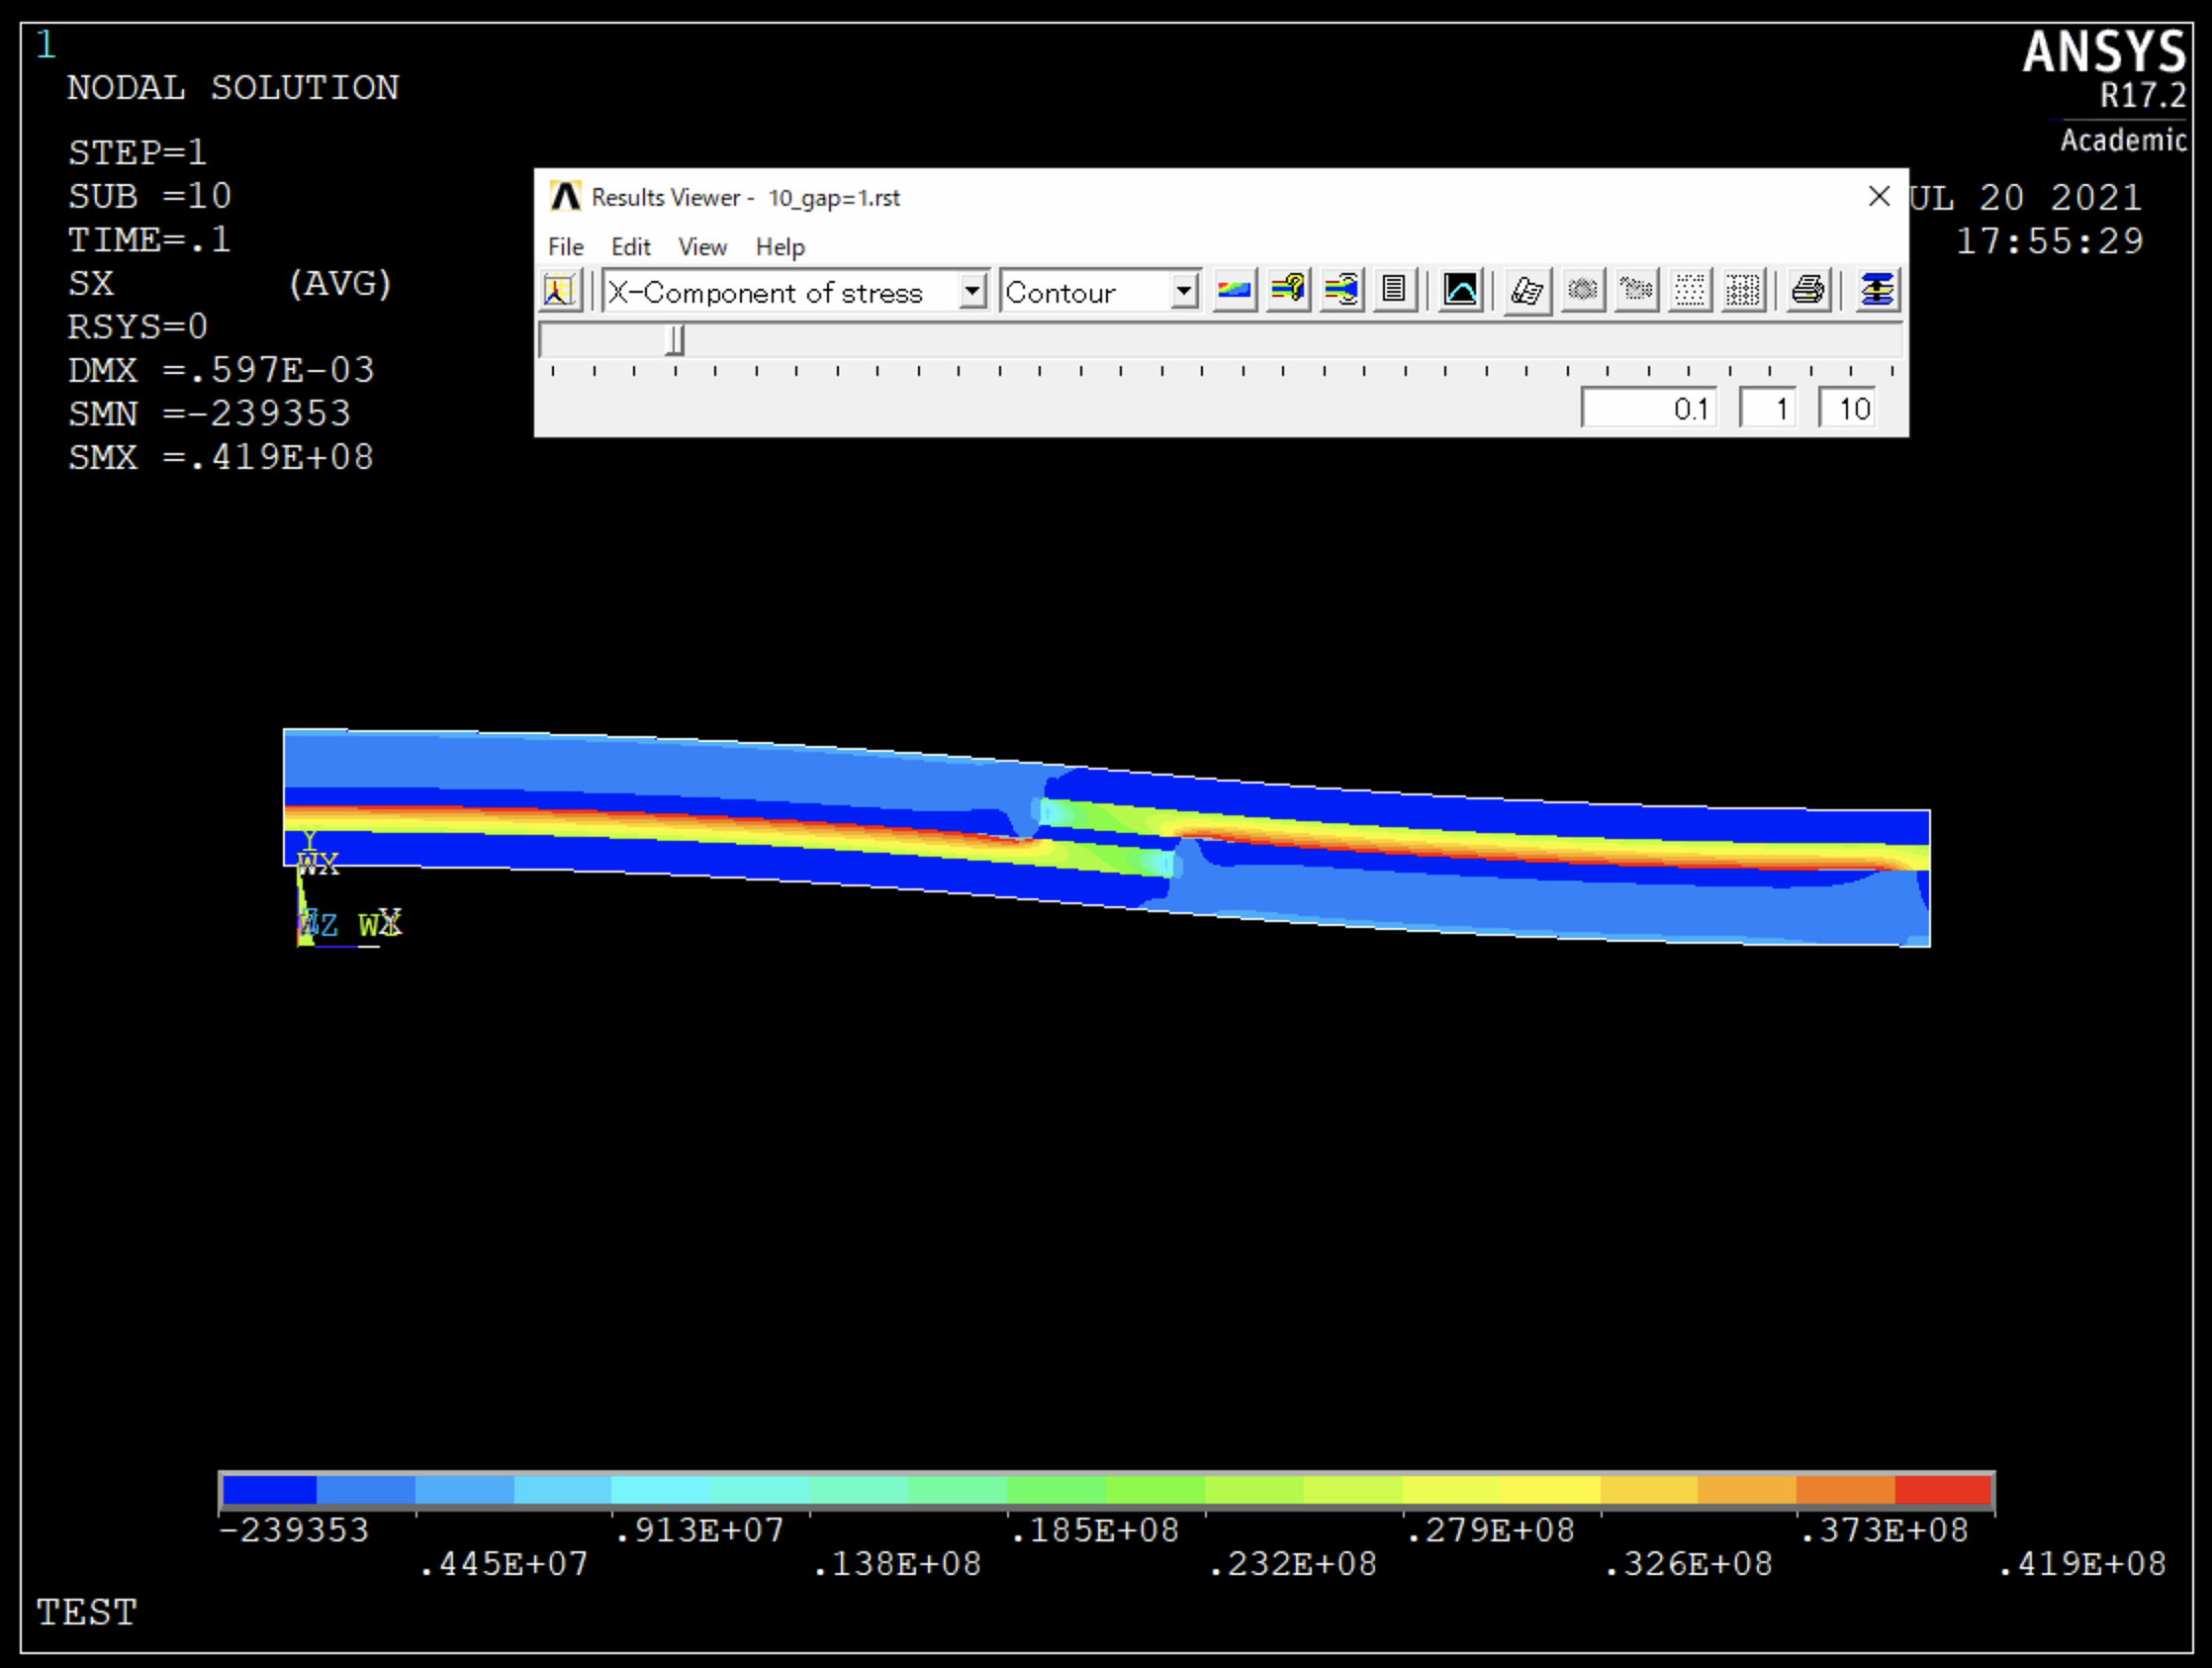 1
NODAL SOLUTION
STEP=1
SUB =10
TIME=.1
SX (AVG)
RSYS=0
DMX =.597E-03
SMN =-239353
SMX =.419E+08
ANSYS
R17.2
Academic
UL 20 2021
17:55:29
Results Viewer - 10_gap=1.rst
File Edit View Help
X-Component of stress Contour
0.1 1 10
Y
WY
Z WX
-239353 .913E+07 .185E+08 .279E+08 .373E+08
.445E+07 .138E+08 .232E+08 .326E+08 .419E+08
TEST